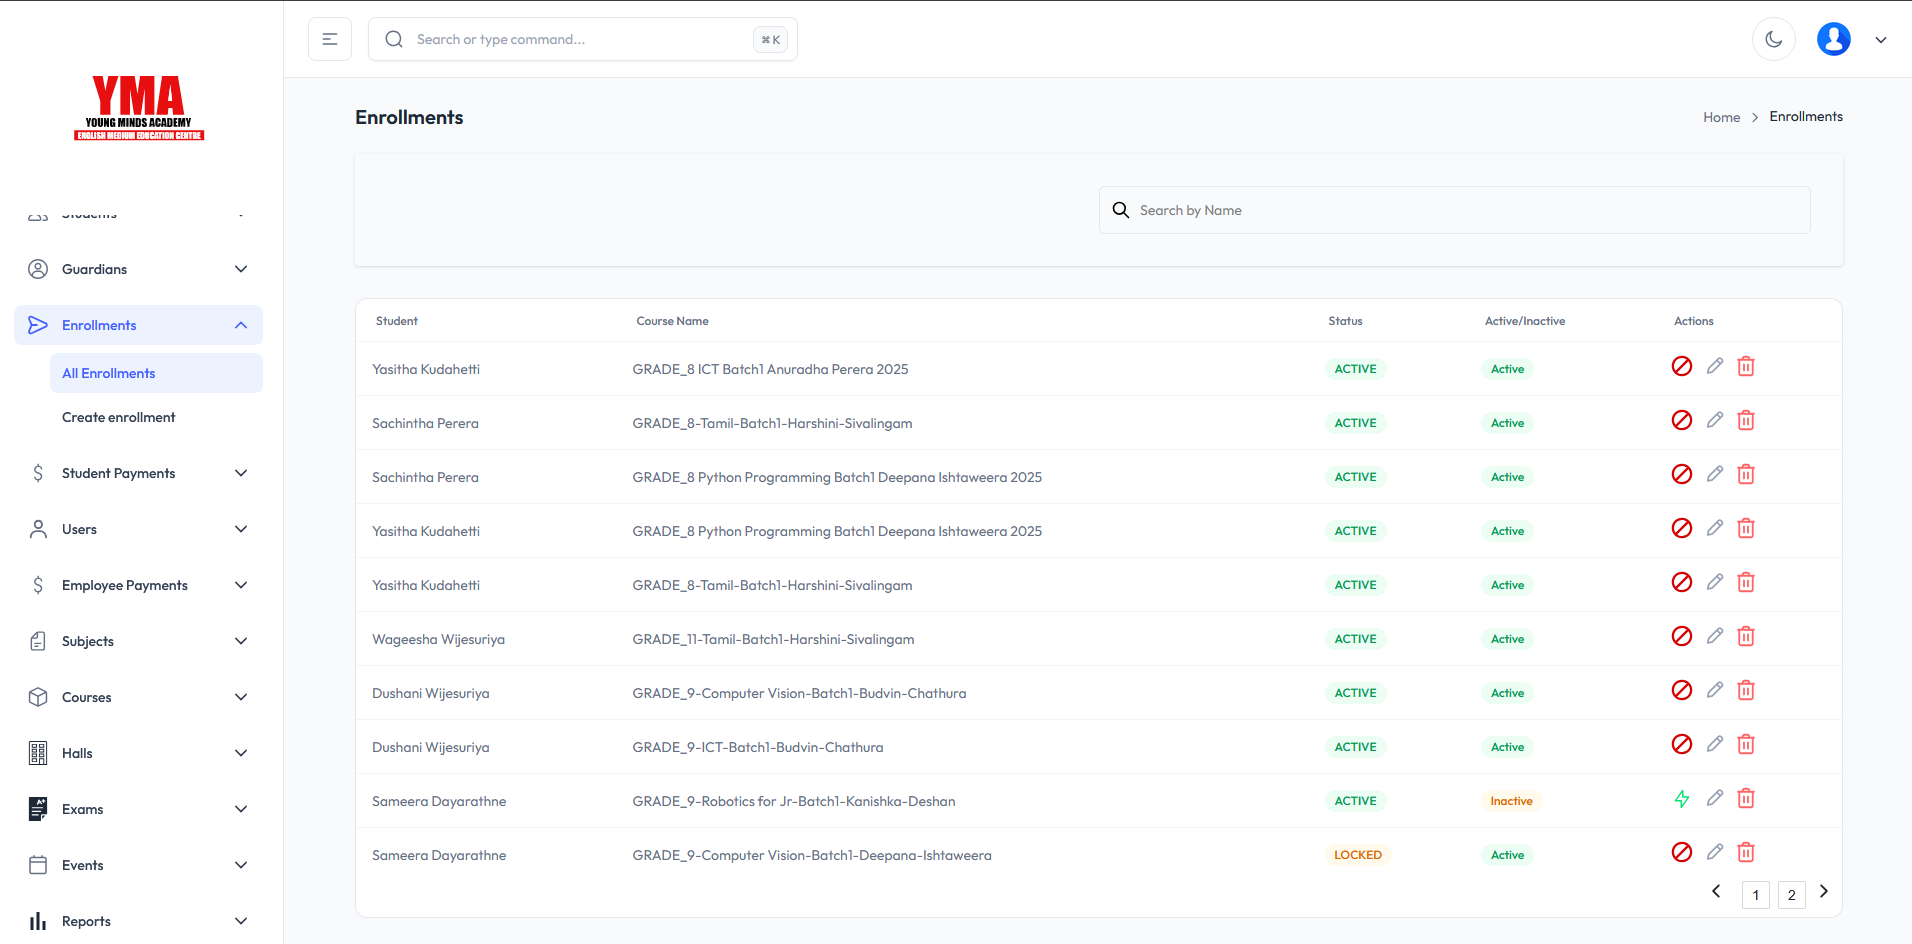 Search or type command...
⌘ K
YMA
YOUNG MINDS ACADEMY
ENGLISH MEDIUM EDUCATION CENTRE
Students
Guardians
Enrollments
All Enrollments
Create enrollment
Student Payments
Users
Employee Payments
Subjects
Courses
Halls
Exams
Events
Reports
Enrollments
Home > Enrollments
Search by Name
Student Course Name Status Active/Inactive Actions
Yasitha Kudahetti GRADE_8 ICT Batch1 Anuradha Perera 2025 ACTIVE Active
Sachintha Perera GRADE_8-Tamil-Batch1-Harshini-Sivalingam ACTIVE Active
Sachintha Perera GRADE_8 Python Programming Batch1 Deepana Ishtaweera 2025 ACTIVE Active
Yasitha Kudahetti GRADE_8 Python Programming Batch1 Deepana Ishtaweera 2025 ACTIVE Active
Yasitha Kudahetti GRADE_8-Tamil-Batch1-Harshini-Sivalingam ACTIVE Active
Wageesha Wijesuriya GRADE_11-Tamil-Batch1-Harshini-Sivalingam ACTIVE Active
Dushani Wijesuriya GRADE_9-Computer Vision-Batch1-Budvin-Chathura ACTIVE Active
Dushani Wijesuriya GRADE_9-ICT-Batch1-Budvin-Chathura ACTIVE Active
Sameera Dayarathne GRADE_9-Robotics for Jr-Batch1-Kanishka-Deshan ACTIVE Inactive
Sameera Dayarathne GRADE_9-Computer Vision-Batch1-Deepana-Ishtaweera LOCKED Active
1 2